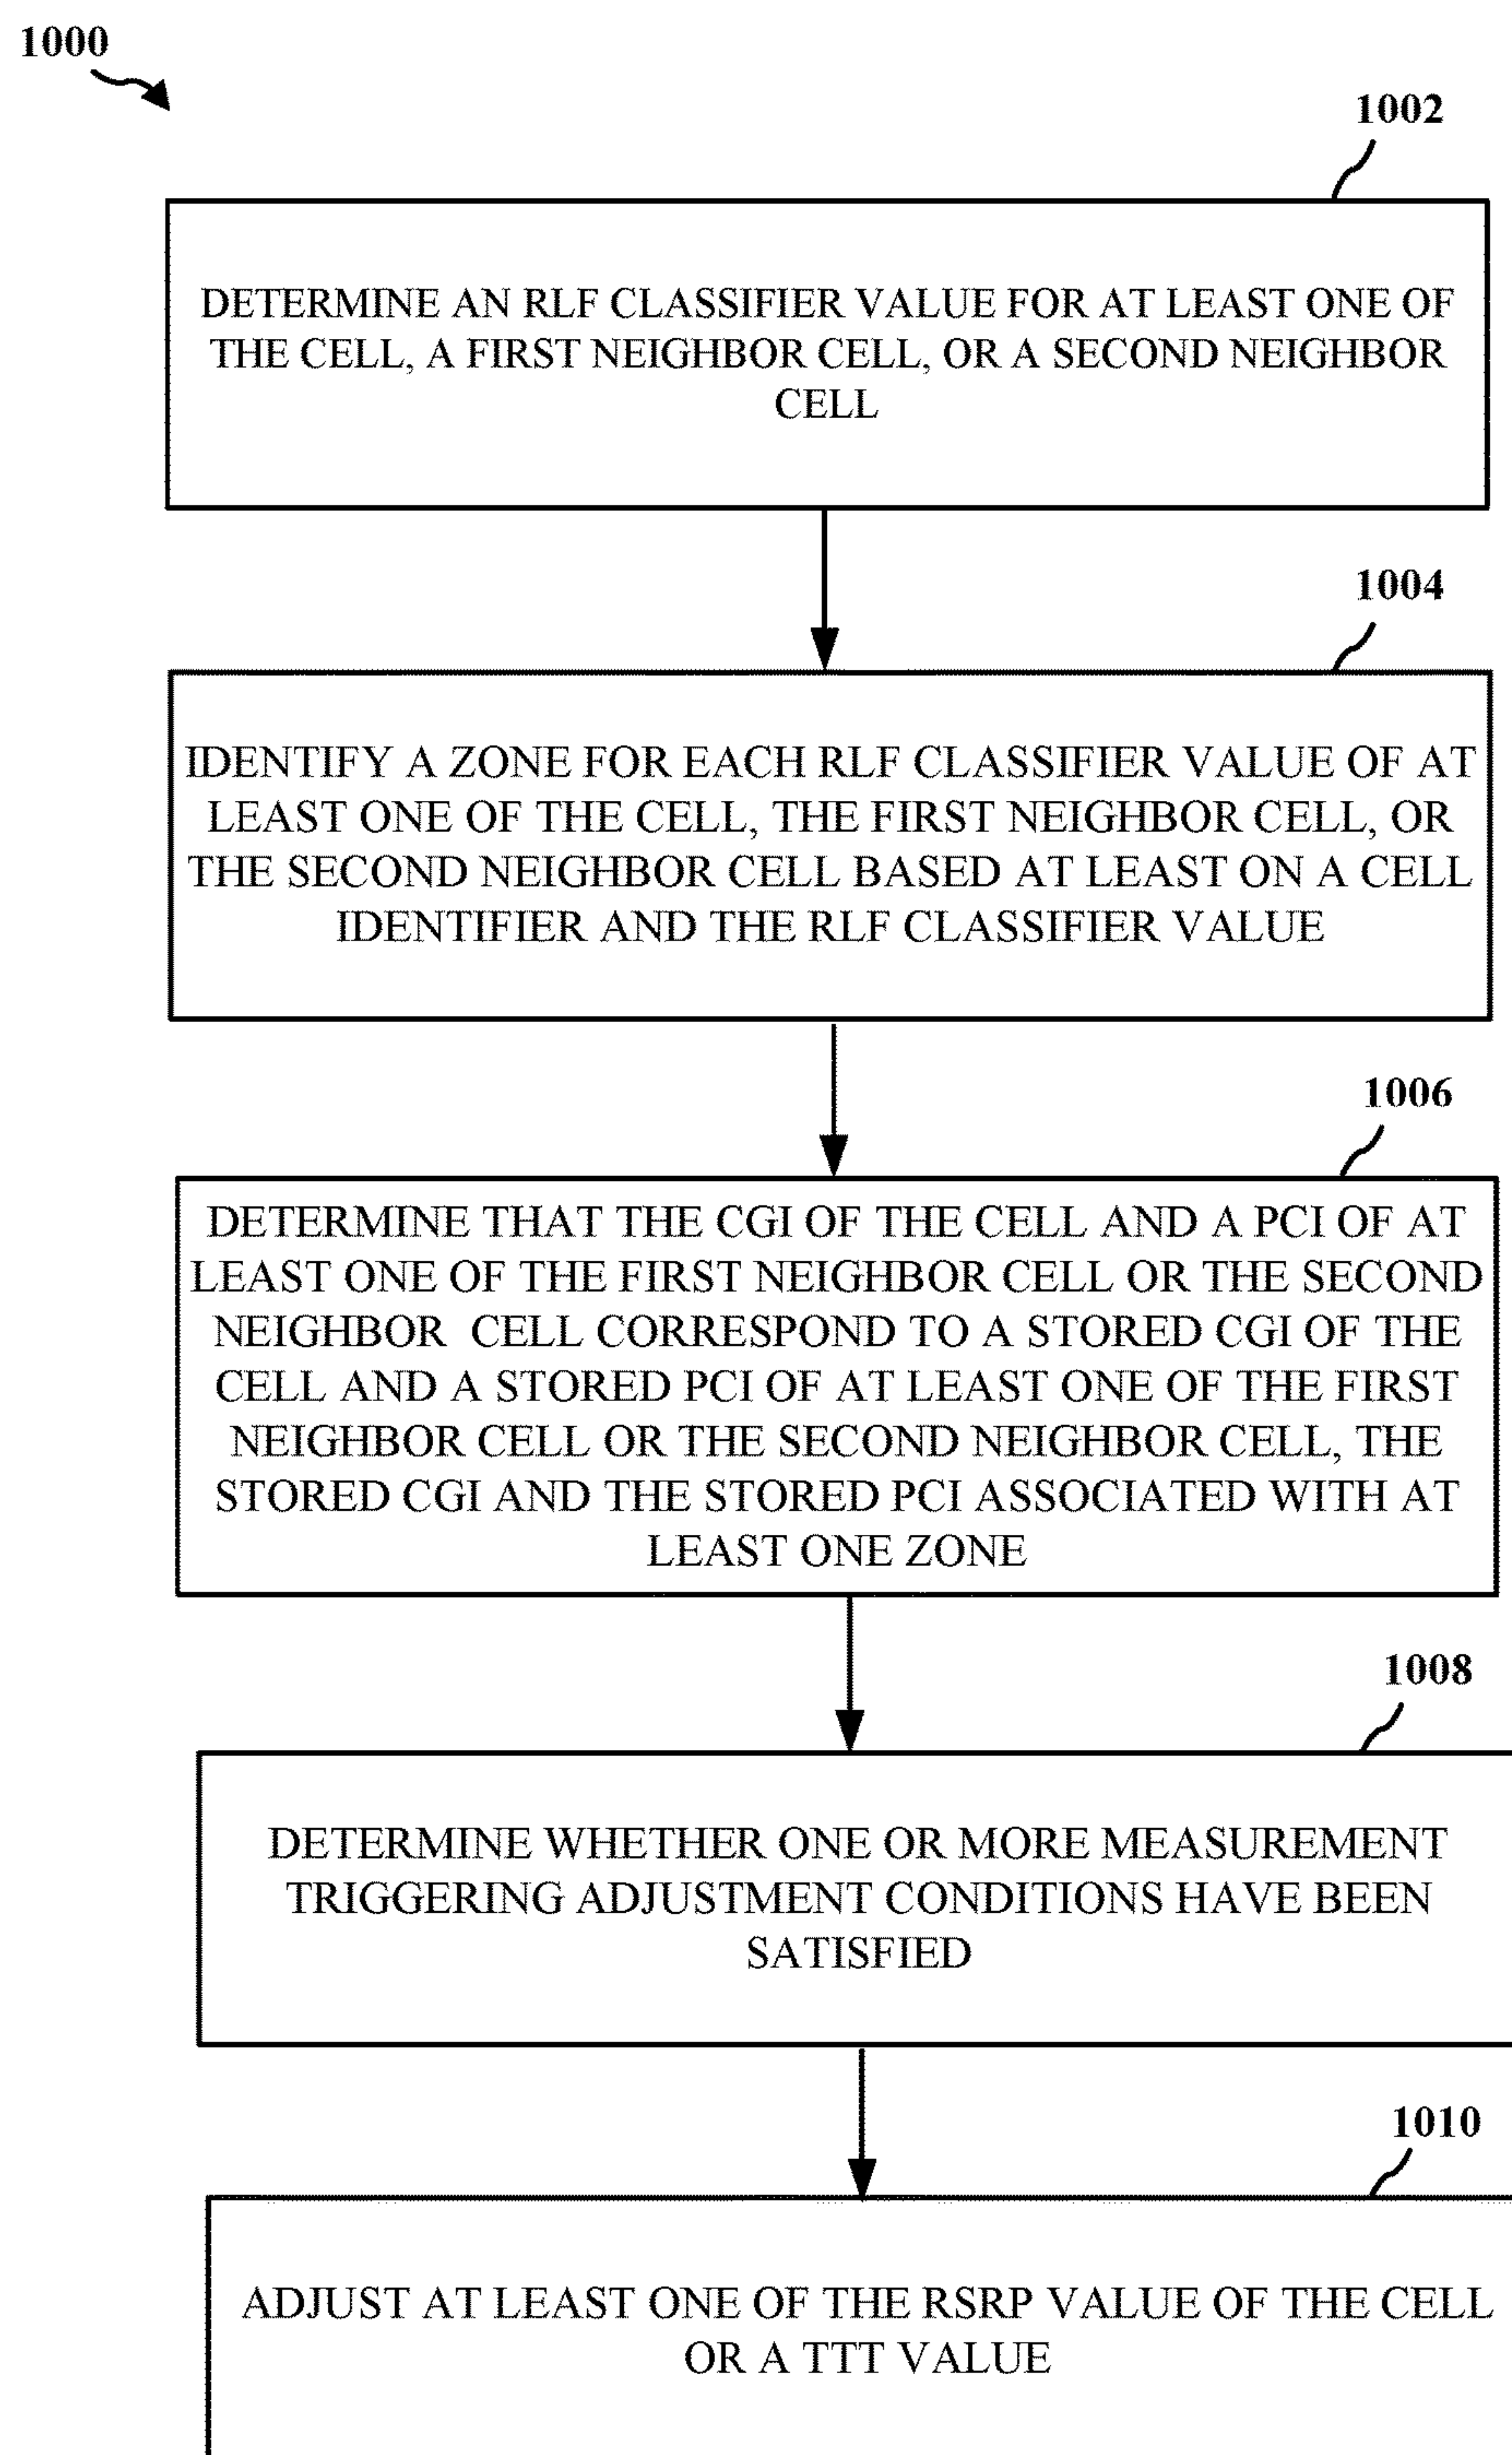 1000
1002
DETERMINE AN RLF CLASSIFIER VALUE FOR AT LEAST ONE OF
THE CELL, A FIRST NEIGHBOR CELL, OR A SECOND NEIGHBOR
CELL
1004
IDENTIFY A ZONE FOR EACH RLF CLASSIFIER VALUE OF AT
LEAST ONE OF THE CELL, THE FIRST NEIGHBOR CELL, OR
THE SECOND NEIGHBOR CELL BASED AT LEAST ON A CELL
IDENTIFIER AND THE RLF CLASSIFIER VALUE
1006
DETERMINE THAT THE CGI OF THE CELL AND A PCI OF AT
LEAST ONE OF THE FIRST NEIGHBOR CELL OR THE SECOND
NEIGHBOR CELL CORRESPOND TO A STORED CGI OF THE
CELL AND A STORED PCI OF AT LEAST ONE OF THE FIRST
NEIGHBOR CELL OR THE SECOND NEIGHBOR CELL, THE
STORED CGI AND THE STORED PCI ASSOCIATED WITH AT
LEAST ONE ZONE
1008
DETERMINE WHETHER ONE OR MORE MEASUREMENT
TRIGGERING ADJUSTMENT CONDITIONS HAVE BEEN
SATISFIED
1010
ADJUST AT LEAST ONE OF THE RSRP VALUE OF THE CELL
OR A TTT VALUE